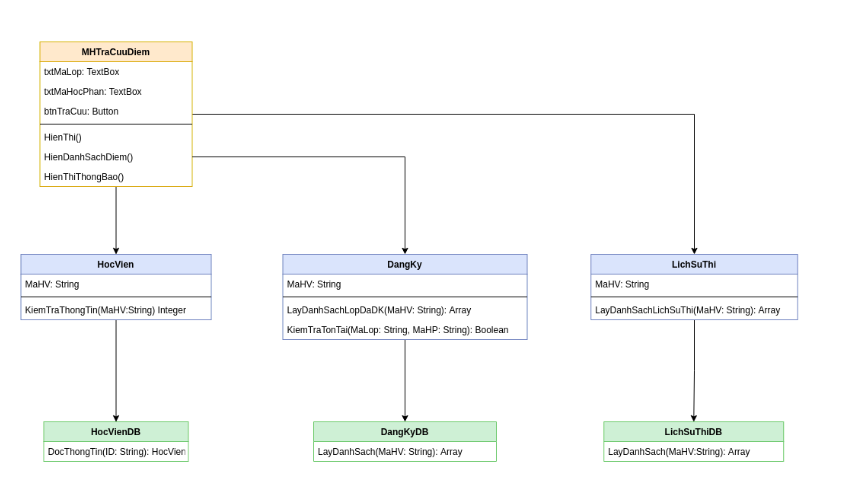 MHTraCuuDiem
txtMaLop: TextBox
txtMaHocPhan: TextBox
btnTraCuu: Button
HienThi()
HienDanhSachDiem()
HienThiThongBao()
HocVien
MaHV: String
KiemTraThongTin(MaHV:String) Integer
DangKy
MaHV: String
LayDanhSachLopDaDK(MaHV: String): Array
KiemTraTonTai(MaLop: String, MaHP: String): Boolean
LichSuThi
MaHV: String
LayDanhSachLichSuThi(MaHV: String): Array
HocVienDB
DocThongTin(ID: String): HocVien
DangKyDB
LayDanhSach(MaHV: String): Array
LichSuThiDB
LayDanhSach(MaHV:String): Array